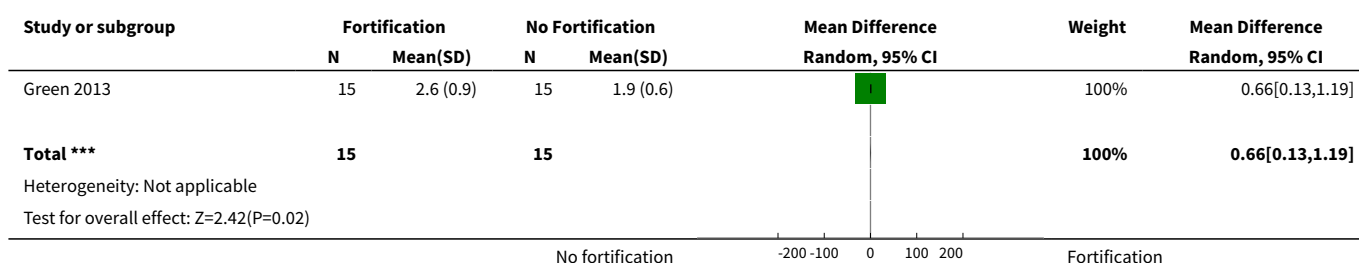 Study or subgroup Fortification No Fortification Mean Difference Weight Mean Difference
N Mean(SD) N Mean(SD) Random, 95% CI Random, 95% CI
Green 2013 15 2.6 (0.9) 15 1.9 (0.6) 100% 0.66[0.13,1.19]
Total *** 15 15 100% 0.66[0.13,1.19]
Heterogeneity: Not applicable
Test for overall effect: Z=2.42(P=0.02)
No fortification -200 -100 0 100 200 Fortification